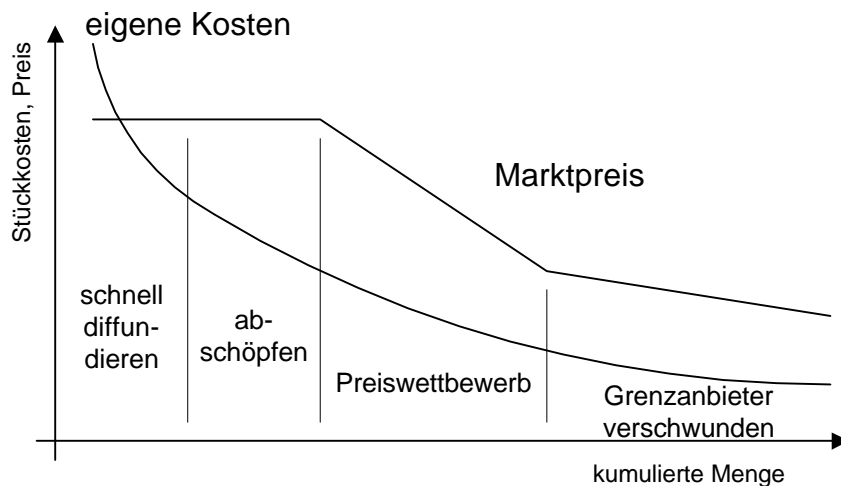 eigene Kosten
Stückkosten, Preis
Marktpreis
schnell
diffun-
dieren
ab-
schöpfen
Preiswettbewerb
Grenzanbieter
verschwunden
kumulierte Menge